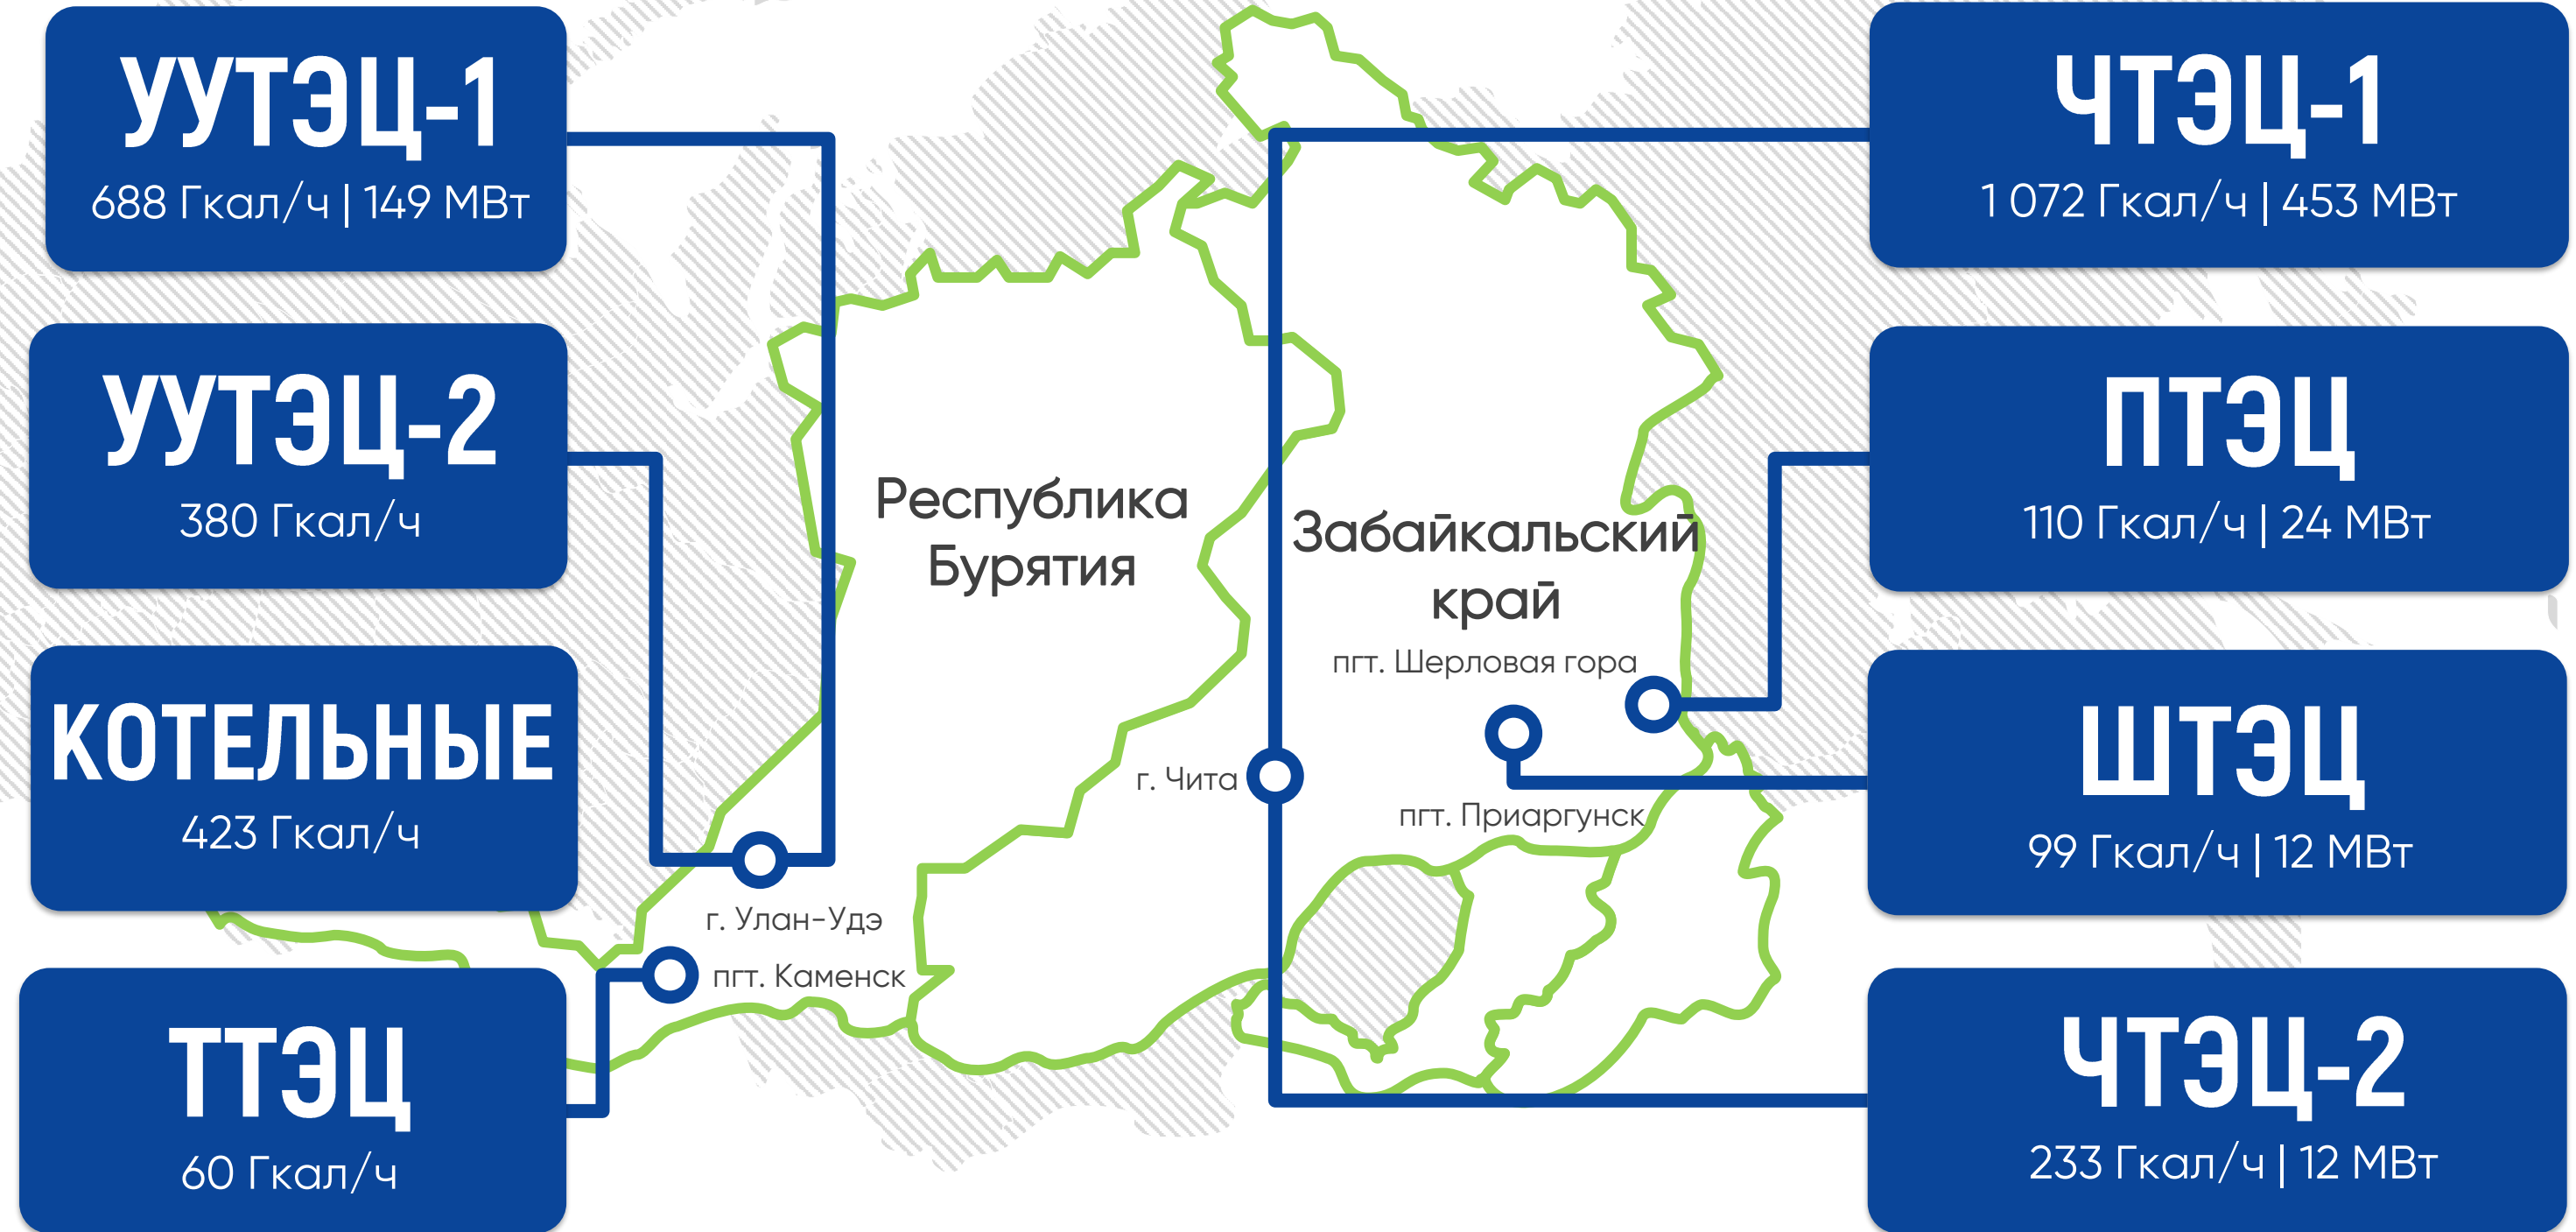 УУТЭЦ-1
688 Гкал/ч | 149 МВт
УУТЭЦ-2
380 Гкал/ч
КОТЕЛЬНЫЕ
423 Гкал/ч
ТТЭЦ
60 Гкал/ч
Республика
Бурятия
г. Улан-Удэ
пгт. Каменск
Забайкальский
край
пгт. Шерловая гора
г. Чита
пгт. Приаргунск
ЧТЭЦ-1
1 072 Гкал/ч | 453 МВт
ПТЭЦ
110 Гкал/ч | 24 МВт
ШТЭЦ
99 Гкал/ч | 12 МВт
ЧТЭЦ-2
233 Гкал/ч | 12 МВт